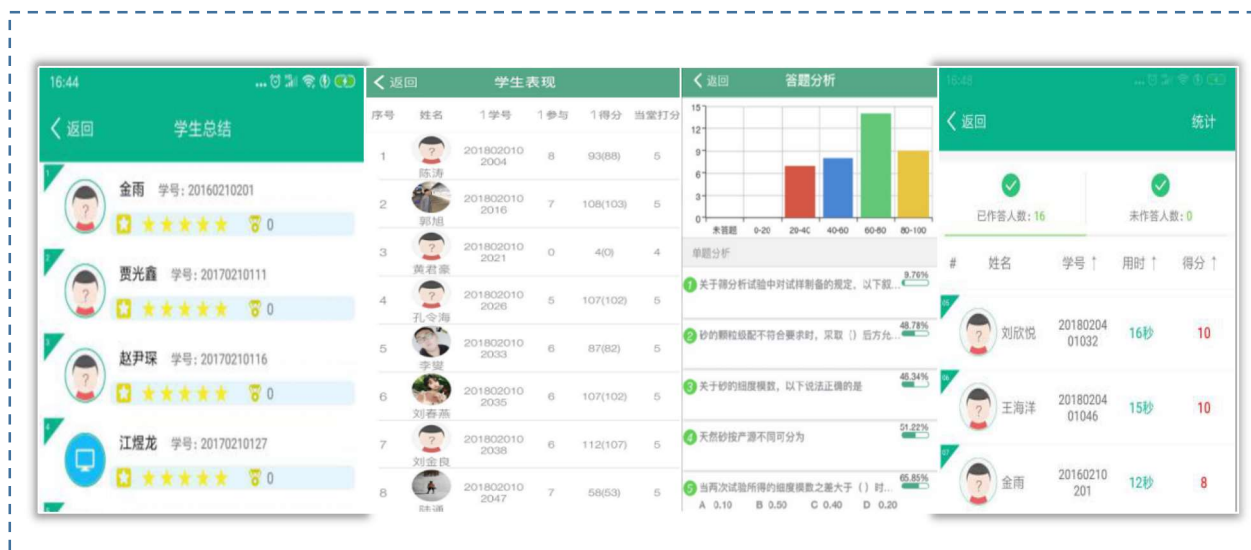 16:44
返回 学生总结
1
金雨 学号: 20160210201
0
2
贾光鑫 学号: 20170210111
0
3
赵尹琛 学号: 20170210116
0
4
江煜龙 学号: 20170210127
0
返回 学生表现
序号 姓名 1学号 1参与 1得分 当堂打分
1 陈涛 201802010
2004 8 93(88) 5
2 郭旭 201802010
2016 7 108(103) 5
3 黄君豪 201802010
2021 0 4(0) 4
4 孔令海 201802010
2026 5 107(102) 5
5 李燮 201802010
2033 6 87(82) 5
6 刘春燕 201802010
2035 6 107(102) 5
7 刘金良 201802010
2038 6 112(107) 5
8 201802010
2047 7 58(53) 5
返回 答题分析
15
12
9
6
3
0
未答题 0-20 20-40 40-60 60-80 80-100
单题分析
1 关于筛分析试验中对试样制备的规定，以下叙... 9.76%
2 砂的颗粒级配不符合要求时，采取（）后方允... 48.78%
3 关于砂的细度模数，以下说法正确的是 46.34%
4 天然砂按产源不同可分为 51.22%
5 当两次试验所得的细度模数之差大于（）时... 65.85%
A 0.10 B 0.50 C 0.40 D 0.20
16:48
返回 统计
已作答人数: 16 未作答人数: 0
# 姓名 学号↑ 用时↑ 得分↑
05
刘欣悦 20180204
01032 16秒 10
06
王海洋 20180204
01046 15秒 10
07
金雨 20160210
201 12秒 8